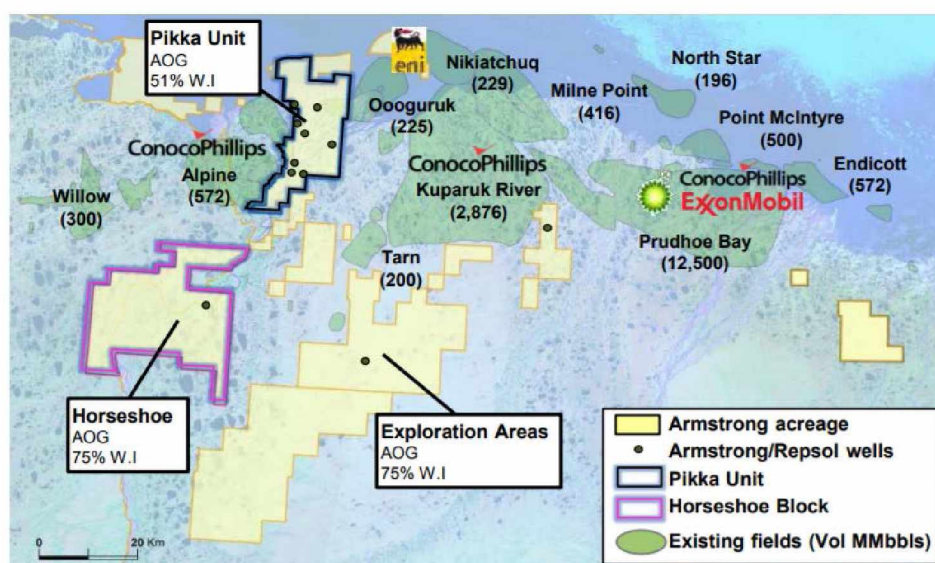 Pikka Unit
AOG
51% W.I
eni
Nikiatchuq
(229)
North Star
(196)
Oooguruk
(225)
Milne Point
(416)
Point McIntyre
(500)
ConocoPhillips
Alpine
(572)
ConocoPhillips
Kuparuk River
(2,876)
ConocoPhillips
ExxonMobil
Endicott
(572)
Willow
(300)
Prudhoe Bay
(12,500)
Tarn
(200)
Horseshoe
AOG
75% W.I
Exploration Areas
AOG
75% W.I
Armstrong acreage
Armstrong/Repsol wells
Pikka Unit
Horseshoe Block
Existing fields (Vol MMbbls)
0 20 Km